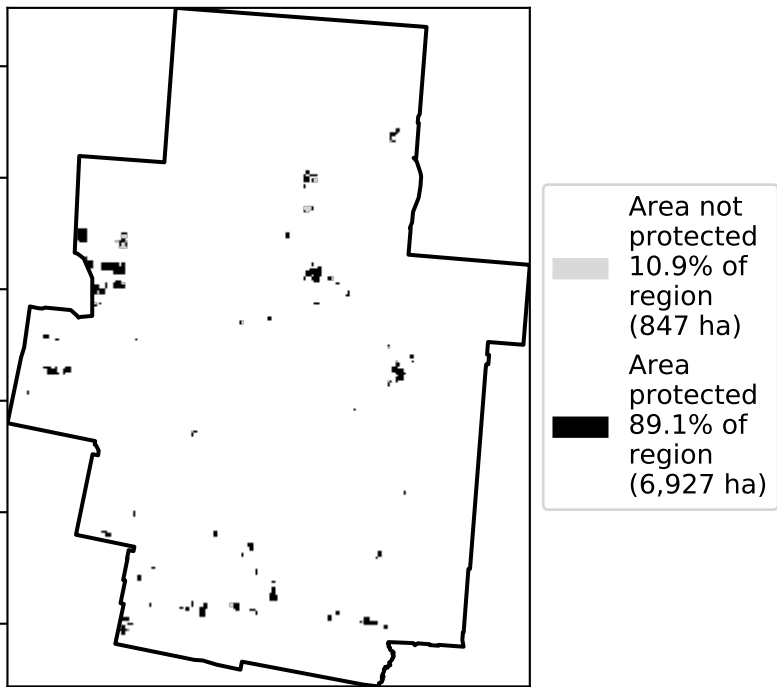 Area not
protected
10.9% of
region
(847 ha)
Area
protected
89.1% of
region
(6,927 ha)